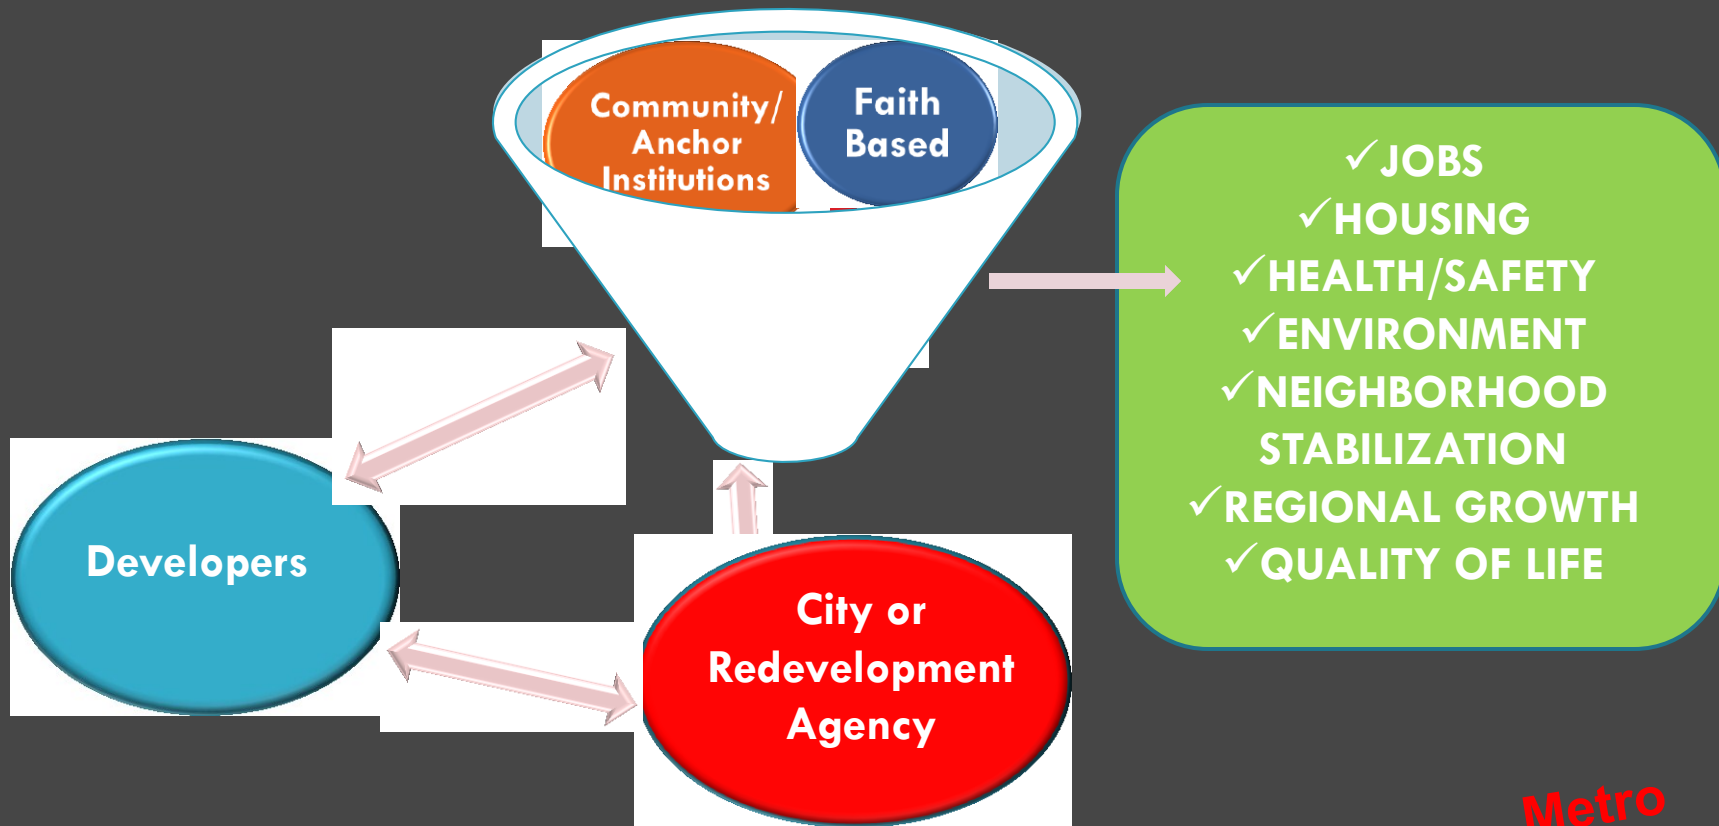 Community/
Anchor
Institutions
Faith
Based
✓JOBS
✓HOUSING
✓HEALTH/SAFETY
✓ENVIRONMENT
✓NEIGHBORHOOD
STABILIZATION
✓REGIONAL GROWTH
✓QUALITY OF LIFE
Developers
City or
Redevelopment
Agency
Metro